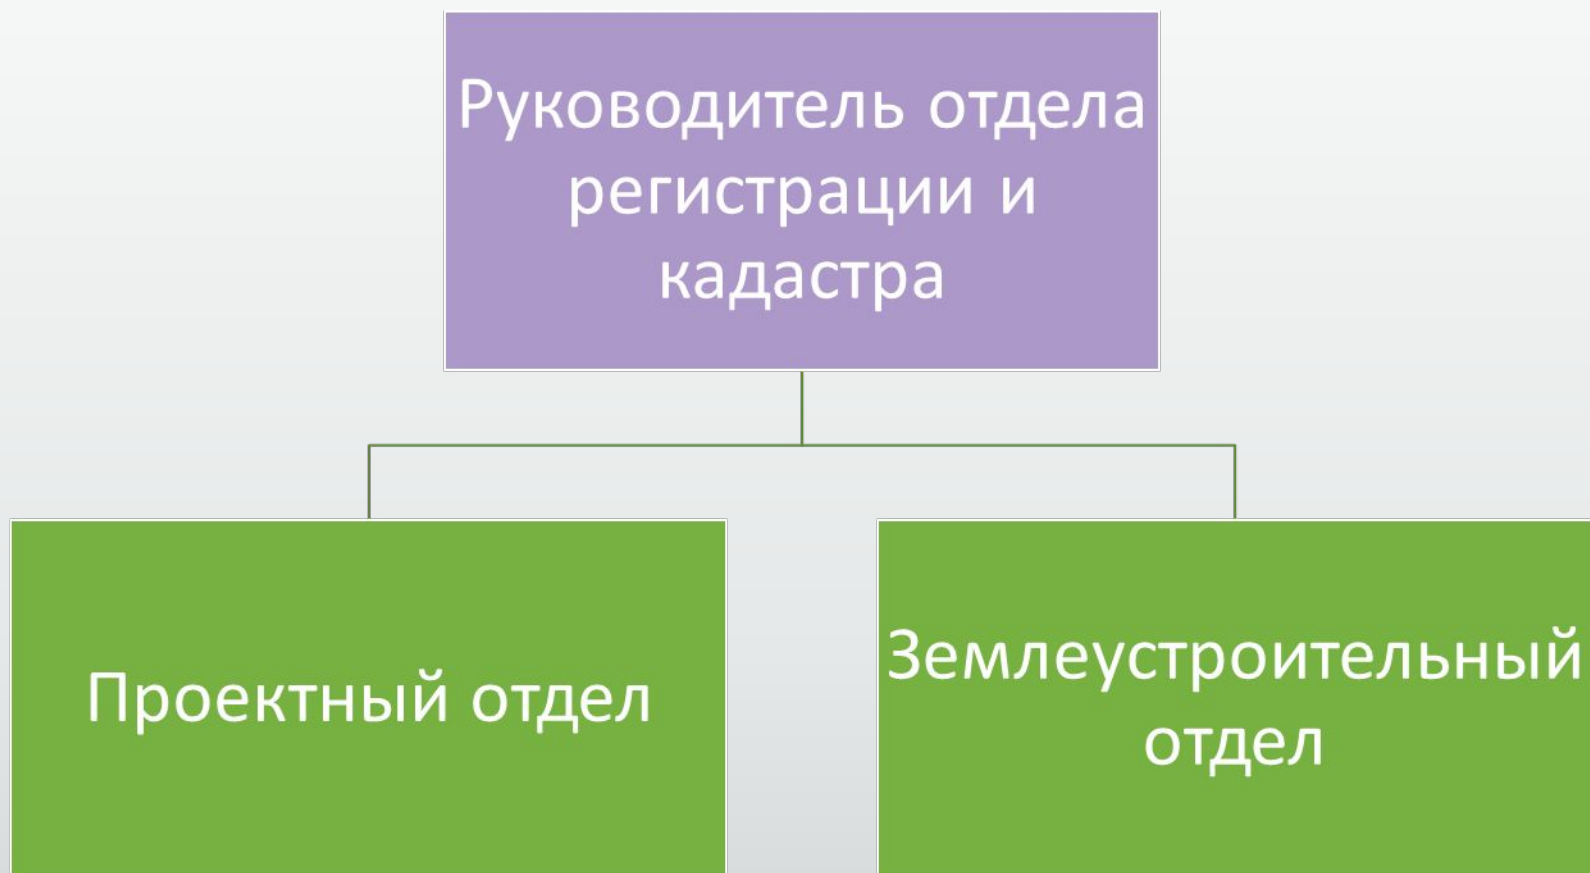 Руководитель отдела
регистрации и
кадастра
Проектный отдел
Землеустроительный
отдел